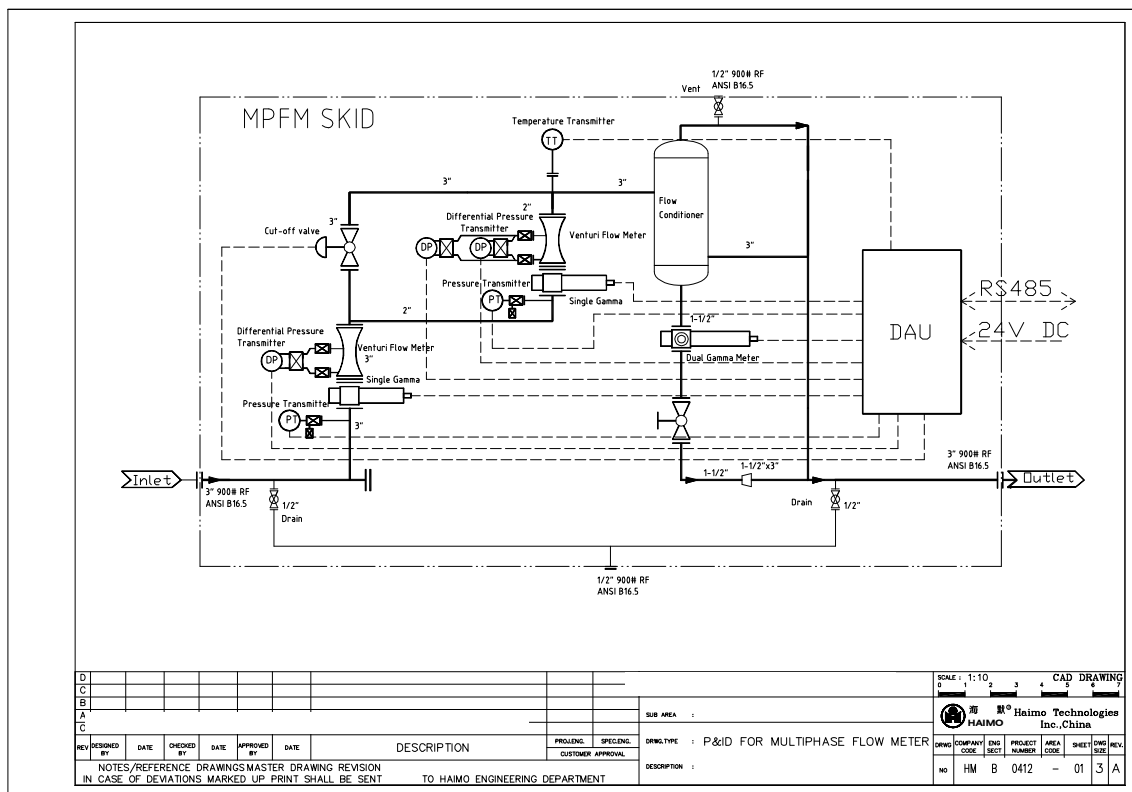 1/2" 900# RF
ANSI B16.5
Vent
MPFM SKID
Temperature Transmitter
TT
3"
3"
2"
3"
Flow
Conditioner
Differential Pressure
Transmitter
Cut-off valve
DP
DP
Venturi Flow Meter
3"
Pressure Transmitter
PT
Single Gamma
RS485
2"
1-1/2"
24V DC
DAU
Differential Pressure
Transmitter
Venturi Flow Meter
3"
DP
Dual Gamma Meter
Single Gamma
Pressure Transmitter
PT
3"
3" 900# RF
ANSI B16.5
Inlet
1-1/2"
1-1/2"x3"
Outlet
3" 900# RF
ANSI B16.5
1/2"
Drain
Drain
1/2"
1/2" 900# RF
ANSI B16.5
D
C
B
A
C
REV
DESIGNED
BY
DATE
CHECKED
BY
DATE
APPROVED
BY
DATE
DESCRIPTION
PROJ.ENG.
SPEC.ENG.
CUSTOMER APPROVAL
NOTES/REFERENCE DRAWINGS MASTER DRAWING REVISION
IN CASE OF DEVIATIONS MARKED UP PRINT SHALL BE SENT TO HAIMO ENGINEERING DEPARTMENT
SUB AREA :
DRWG.TYPE : P&ID FOR MULTIPHASE FLOW METER
DESCRIPTION :
SCALE : 1:10 CAD DRAWING
0 1 2 3 4 5 6 7
海 默®
HAIMO
Haimo Technologies
Inc.,China
DRWG
COMPANY
CODE
ENG
SECT
PROJECT
NUMBER
AREA
CODE
SHEET
DWG
SIZE
REV.
NO HM B 0412 - 01 3 A